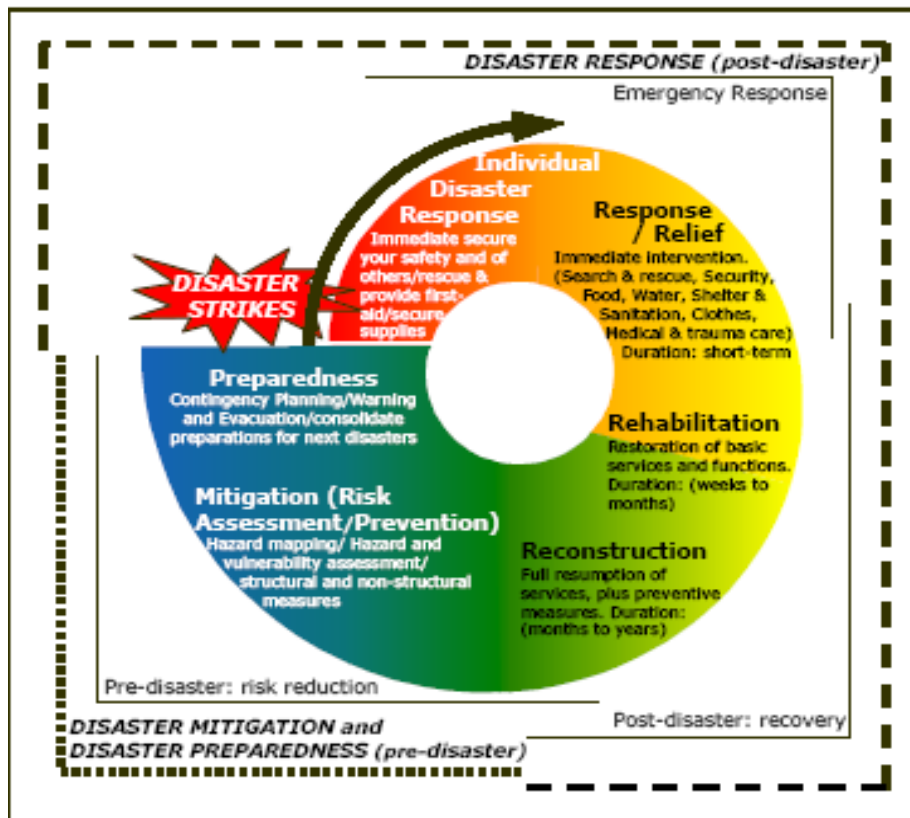 DISASTER RESPONSE (post-disaster)
Emergency Response
Individual
Disaster
Response
Immediate secure
your safety and of
others/rescue &
provide first-
aid/secure
supplies
Response
/ Relief
Immediate intervention.
(Search & rescue, Security,
Food, Water, Shelter &
Sanitation, Clothes,
Medical & trauma care)
Duration: short-term
DISASTER
STRIKES
Preparedness
Contingency Planning/Warning
and Evacuation/consolidate
preparations for next disasters
Rehabilitation
Restoration of basic
services and functions.
Duration: (weeks to
months)
Mitigation (Risk
Assessment/Prevention)
Hazard mapping/ Hazard and
vulnerability assessment/
structural and non-structural
measures
Reconstruction
Full resumption of
services, plus preventive
measures. Duration:
(months to years)
Pre-disaster: risk reduction
Post-disaster: recovery
DISASTER MITIGATION and
DISASTER PREPAREDNESS (pre-disaster)